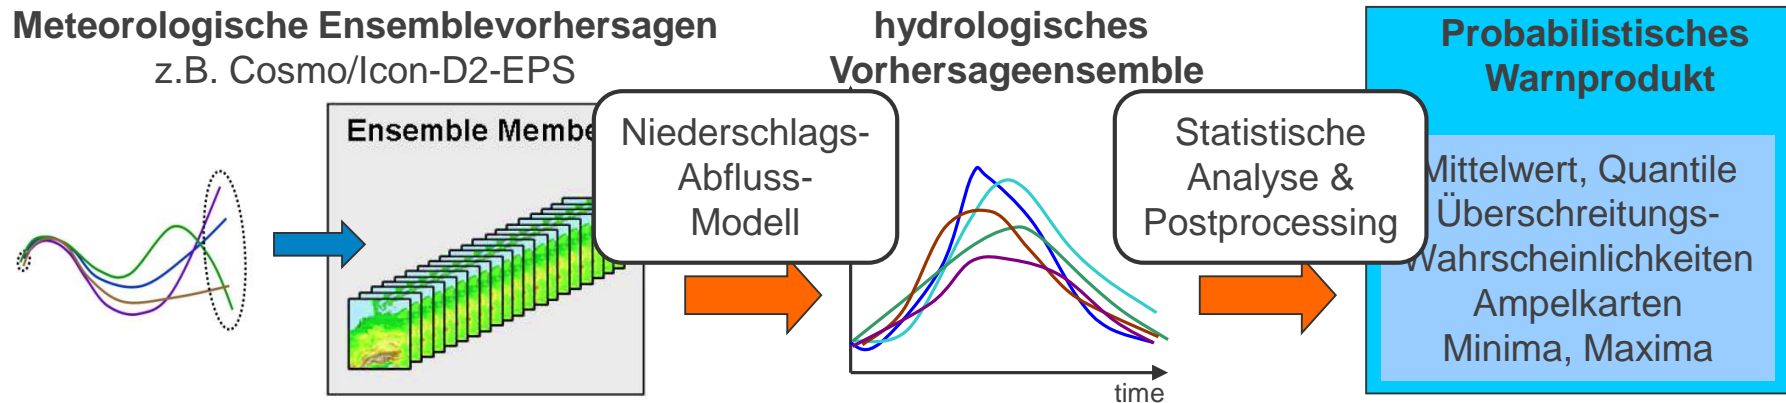 Meteorologische Ensemblevorhersagen
z.B. Cosmo/Icon-D2-EPS
Ensemble Membe
Niederschlags-
Abfluss-
Modell
hydrologisches
Vorhersageensemble
time
Statistische
Analyse &
Postprocessing
Probabilistisches
Warnprodukt
Mittelwert, Quantile
Überschreitungs-
Wahrscheinlichkeiten
Ampelkarten
Minima, Maxima